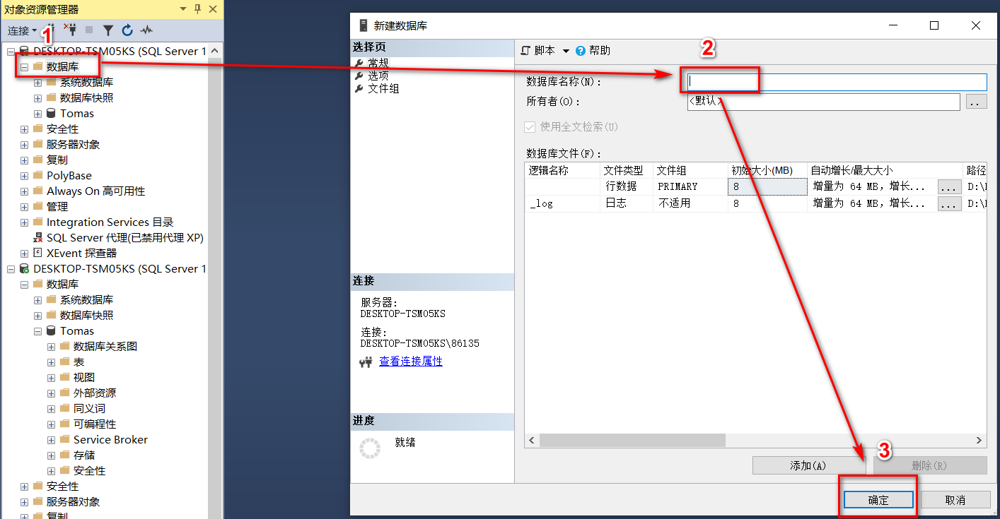 对象资源管理器
连接
1
DESKTOP-TSM05KS (SQL Server 1
数据库
系统数据库
数据库快照
Tomas
安全性
服务器对象
复制
PolyBase
Always On 高可用性
管理
Integration Services 目录
SQL Server 代理(已禁用代理 XP)
XEvent 探查器
DESKTOP-TSM05KS (SQL Server 1
数据库
系统数据库
数据库快照
Tomas
数据库关系图
表
视图
外部资源
同义词
可编程性
Service Broker
存储
安全性
安全性
服务器对象
复制
新建数据库
选择页
常规
选项
文件组
连接
服务器:
DESKTOP-TSM05KS
连接:
DESKTOP-TSM05KS\86135
查看连接属性
进度
就绪
脚本 帮助
2
数据库名称(N):
所有者(O): <默认> ..
使用全文检索(U)
数据库文件(F):
逻辑名称 文件类型 文件组 初始大小(MB) 自动增长/最大大小 路径
行数据 PRIMARY 8 增量为 64 MB，增长... ... D:\
_log 日志 不适用 8 增量为 64 MB，增长... ... D:\
3
添加(A) 删除(R)
确定 取消